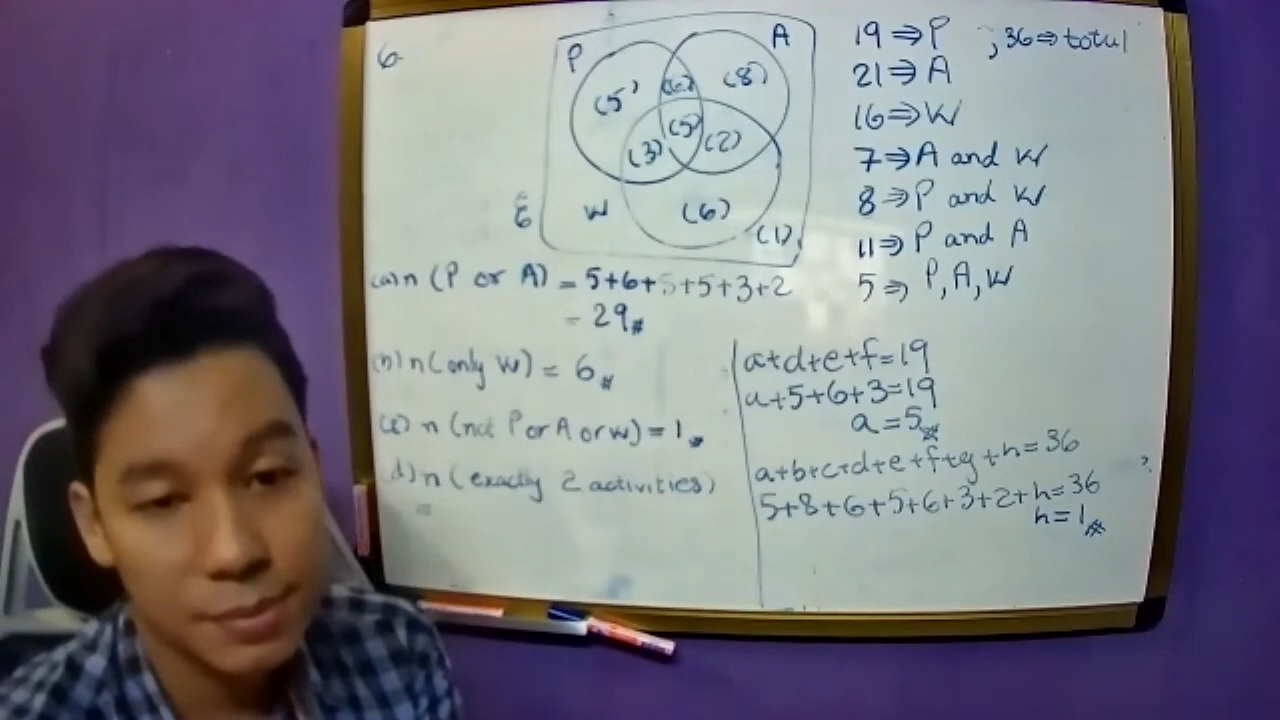 6.
P
A
(5)
(6)
(8)
(5)
(3)
(2)
ξ
W
(6)
(1)
19 ⇒ P , 36 ⇒ total
21 ⇒ A
16 ⇒ W
7 ⇒ A and W
8 ⇒ P and W
11 ⇒ P and A
5 ⇒ P, A, W
(a) n (P or A) = 5+6+ +5+3+2
= 29
n (only W) = 6
n (not P or A or W) = 1
d) n (exactly 2 activities)
=
a+d+e+f=19
a+5+6+3=19
a=5
a+b+c+d+e+f+g+h=36
5+8+6+5+6+3+2+h=36
h=1